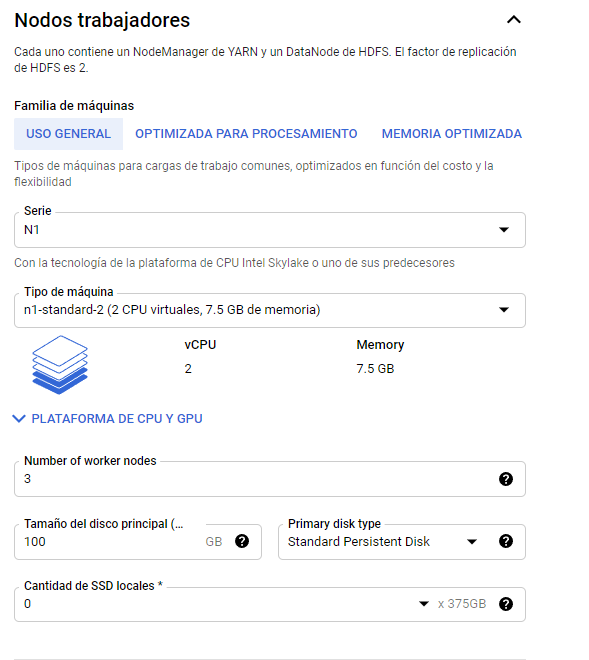 Nodos trabajadores
Cada uno contiene un NodeManager de YARN y un DataNode de HDFS. El factor de replicación
de HDFS es 2.
Familia de máquinas
USO GENERAL OPTIMIZADA PARA PROCESAMIENTO MEMORIA OPTIMIZADA
Tipos de máquinas para cargas de trabajo comunes, optimizados en función del costo y la
flexibilidad
Serie
N1
Con la tecnología de la plataforma de CPU Intel Skylake o uno de sus predecesores
Tipo de máquina
n1-standard-2 (2 CPU virtuales, 7.5 GB de memoria)
vCPU Memory
2 7.5 GB
PLATAFORMA DE CPU Y GPU
Number of worker nodes
3
Tamaño del disco principal (... Primary disk type
100 GB Standard Persistent Disk
Cantidad de SSD locales *
0 x 375GB